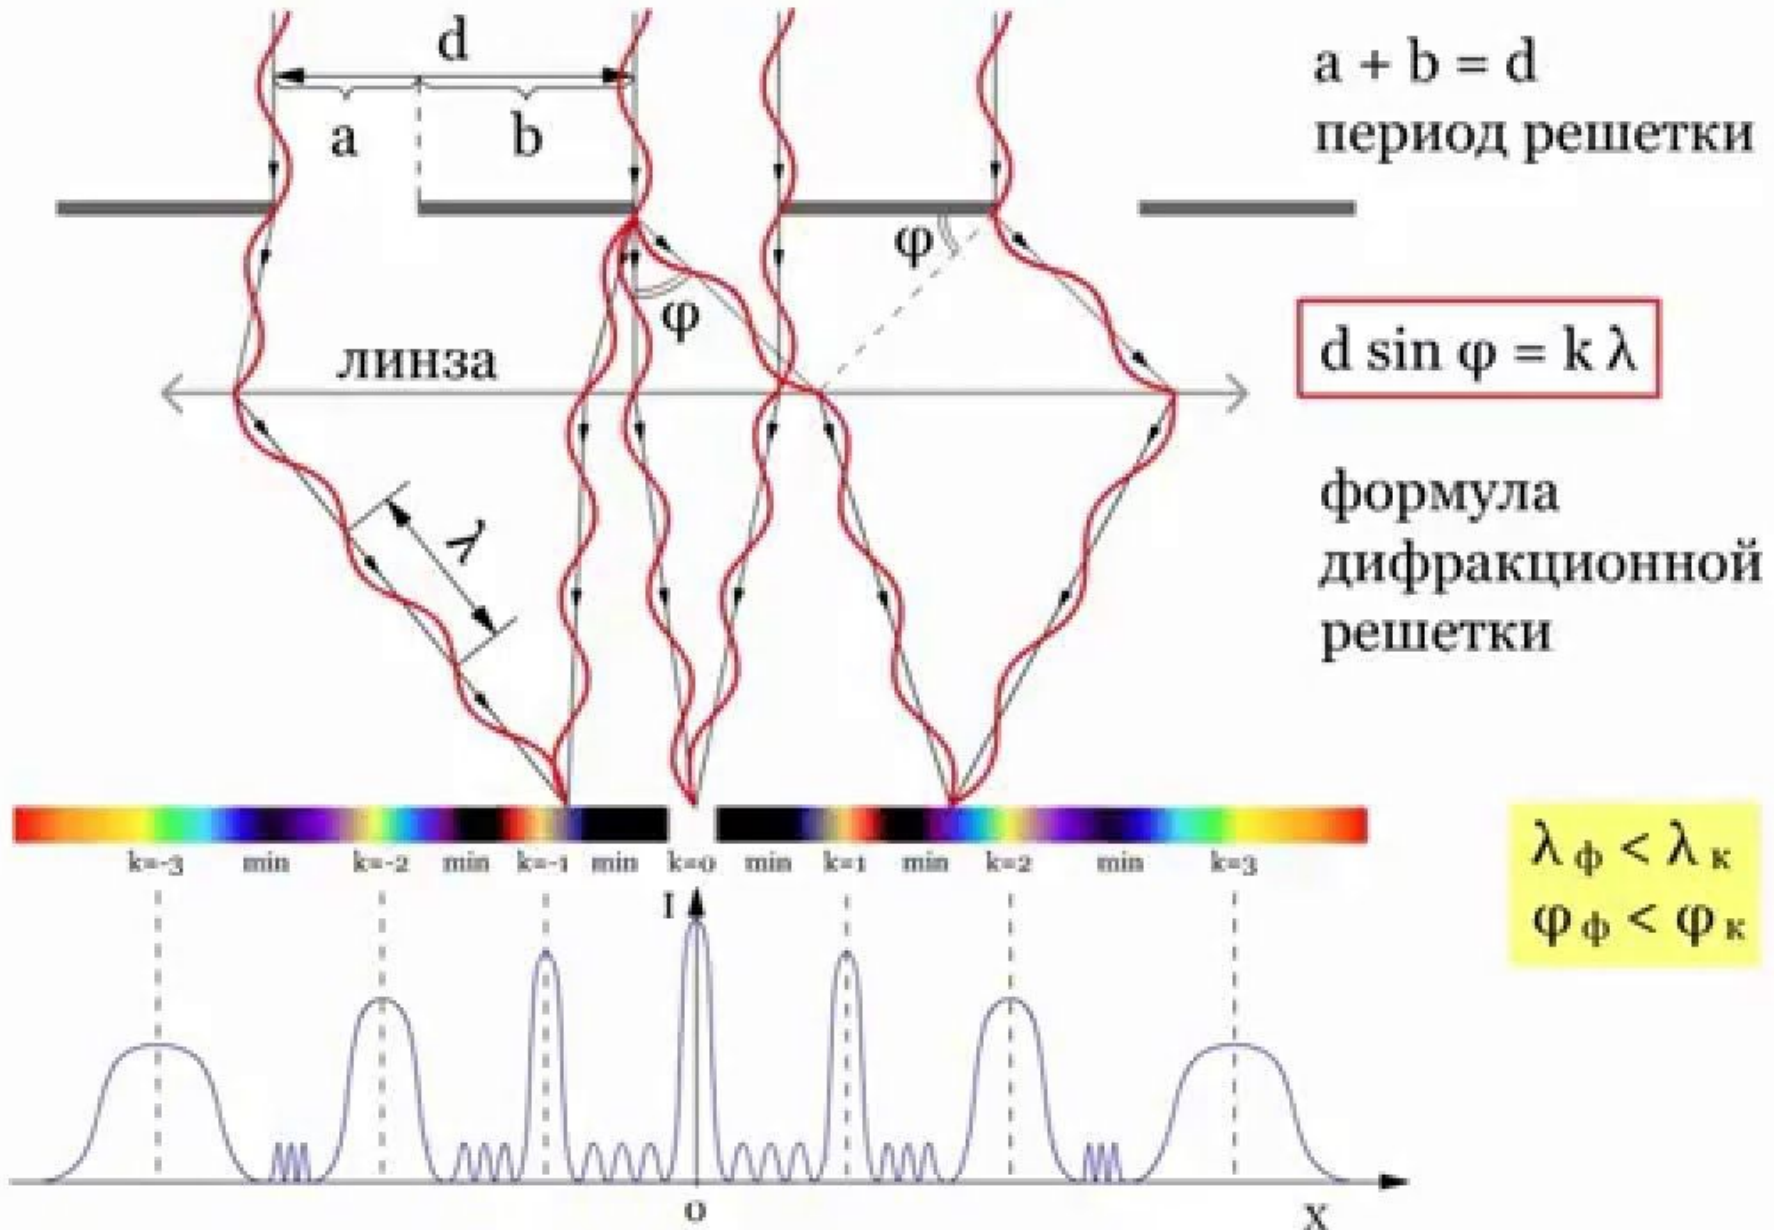 d
a
b
a + b = d
период решетки
φ
φ
линза
d sin φ = k λ
λ
формула
дифракционной
решетки
k=-3 min k=-2 min k=-1 min k=0 min k=1 min k=2 min k=3
λ ф < λ к
φ ф < φ к
I
0
X